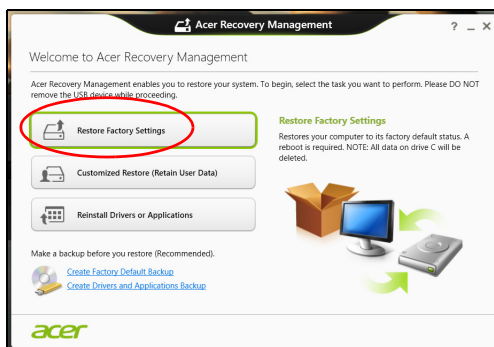 Acer Recovery Management
? _ X
Welcome to Acer Recovery Management
Acer Recovery Management enables you to restore your system. To begin, select the task you want to perform. Please DO NOT
remove the USB device while proceeding.
Restore Factory Settings
Customized Restore (Retain User Data)
Reinstall Drivers or Applications
Restore Factory Settings
Restores your computer to its factory default status. A
reboot is required. NOTE: All data on drive C will be
deleted.
Make a backup before you restore (Recommended).
Create Factory Default Backup
Create Drivers and Applications Backup
acer